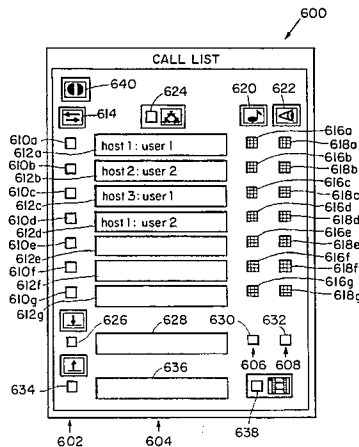 600
CALL LIST
640
614
624
620
622
610a
612a
host 1: user 1
616a
618a
610b
612b
host 2: user 2
616b
618b
610c
612c
host 3: user 1
616c
618c
610d
612d
host 1: user 2
616d
618d
610e
612e
616e
618e
610f
612f
616f
618f
610g
612g
616g
618g
626
628
630
632
606
608
634
636
638
602
604